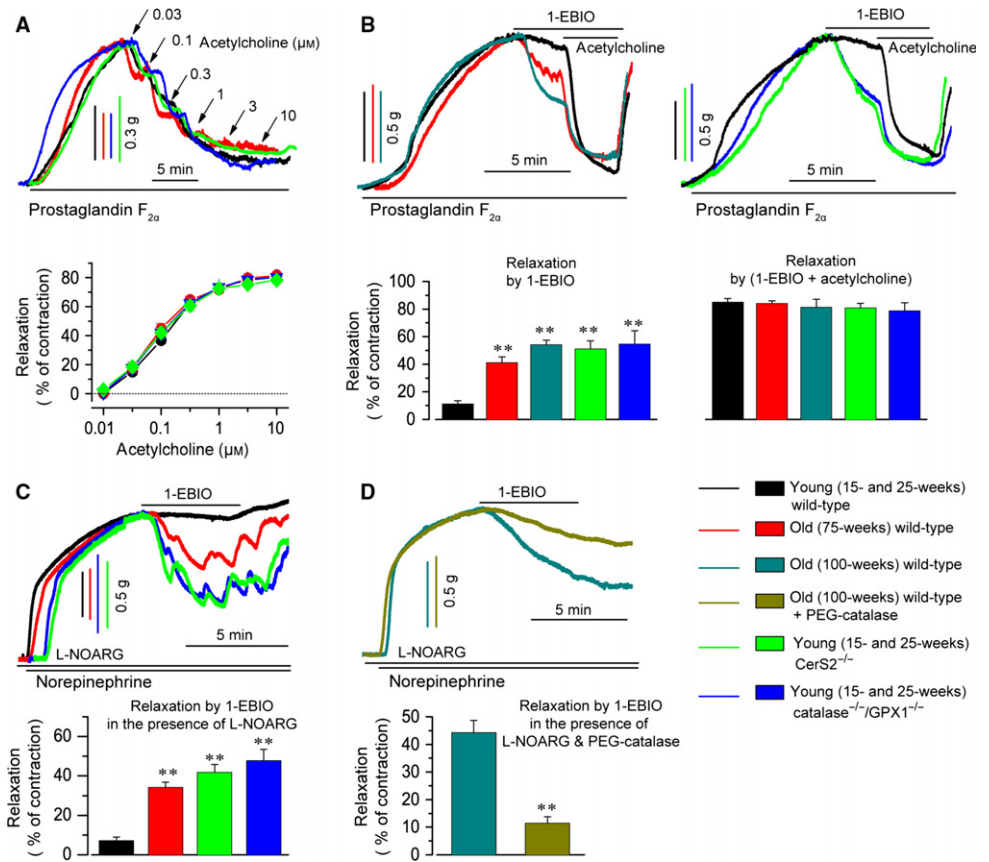 A
0.03
0.1
Acetylcholine (µM)
0.3
1
3
10
0.3 g
5 min
Prostaglandin F2α
Relaxation
( % of contraction)
80
60
40
20
0
0.01
0.1
1
10
Acetylcholine (µM)
B
1-EBIO
Acetylcholine
0.5 g
5 min
Prostaglandin F2α
1-EBIO
Acetylcholine
0.5 g
5 min
Prostaglandin F2α
Relaxation
by 1-EBIO
Relaxation
( % of contraction)
100
80
60
40
20
0
**
**
**
**
Relaxation
by (1-EBIO + acetylcholine)
C
1-EBIO
0.5 g
5 min
L-NOARG
Norepinephrine
Relaxation by 1-EBIO
in the presence of L-NOARG
Relaxation
( % of contraction)
60
40
20
0
**
**
**
D
1-EBIO
0.5 g
5 min
L-NOARG
Norepinephrine
Relaxation by 1-EBIO
in the presence of
L-NOARG & PEG-catalase
Relaxation
( % of contraction)
50
40
30
20
10
0
**
Young (15- and 25-weeks)
wild-type
Old (75-weeks) wild-type
Old (100-weeks) wild-type
Old (100-weeks) wild-type
+ PEG-catalase
Young (15- and 25-weeks)
CerS2−/−
Young (15- and 25-weeks)
catalase−/−/GPX1−/−